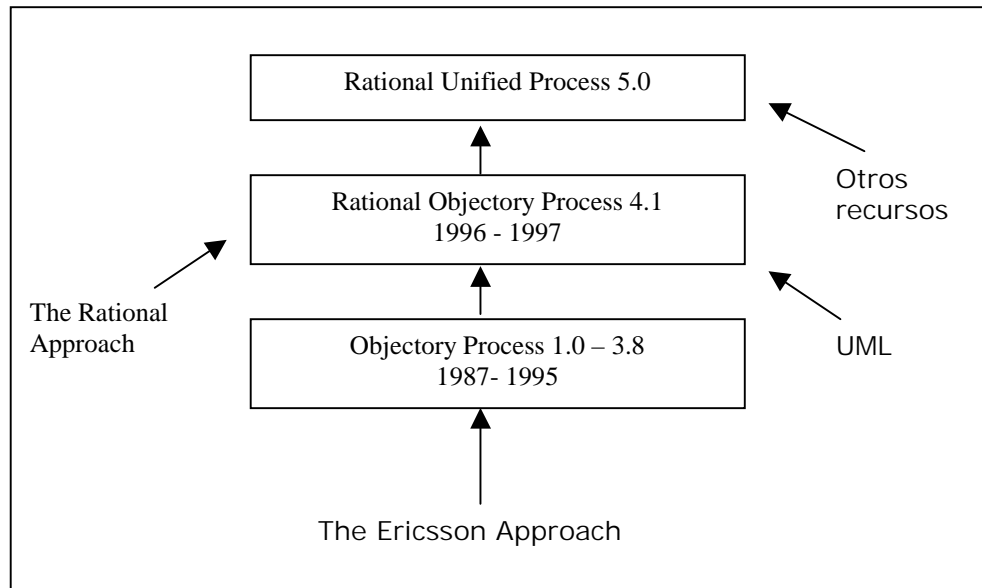 Rational Unified Process 5.0
Otros
recursos
Rational Objectory Process 4.1
1996 - 1997
The Rational
Approach
UML
Objectory Process 1.0 – 3.8
1987- 1995
The Ericsson Approach